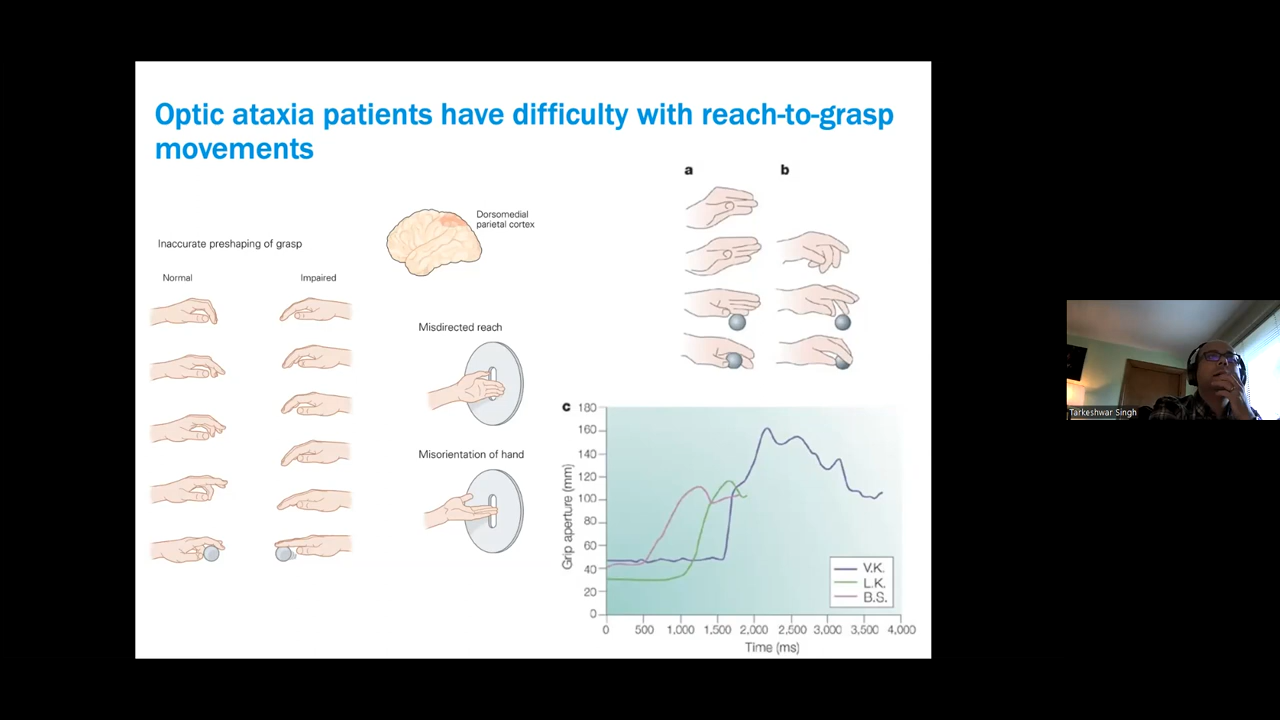 Optic ataxia patients have difficulty with reach-to-grasp
movements
a
b
Dorsomedial
parietal cortex
Inaccurate preshaping of grasp
Normal
Impaired
Misdirected reach
Misorientation of hand
c
Grip aperture (mm)
180
160
140
120
100
80
60
40
20
0
0 500 1,000 1,500 2,000 2,500 3,000 3,500 4,000
Time (ms)
V.K.
L.K.
B.S.
Tarkeshwar Singh